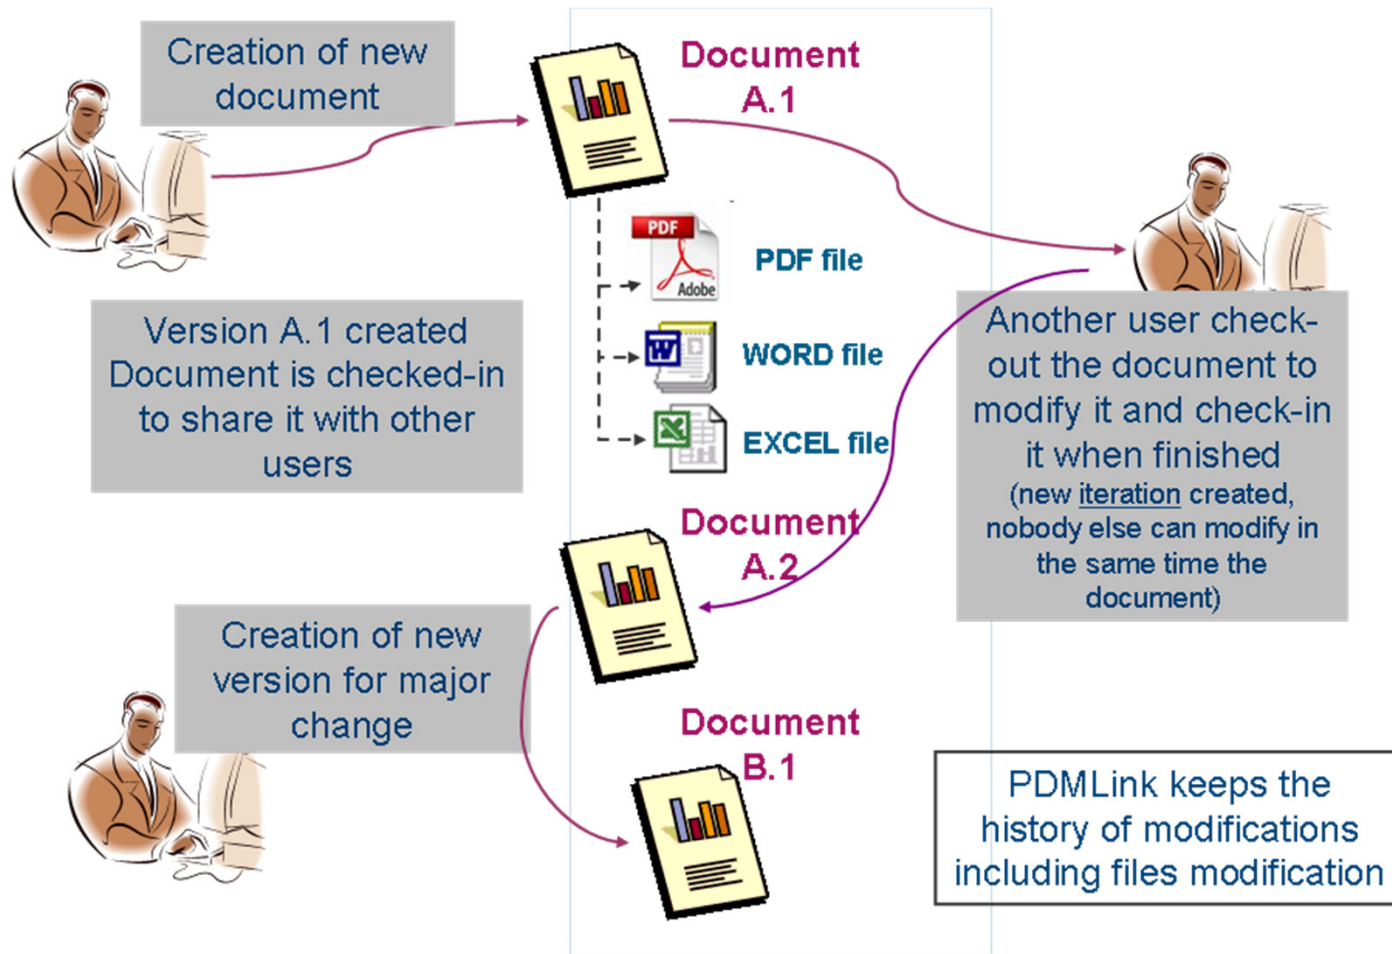 Creation of new
document
Document
A.1
PDF
Adobe
PDF file
W
WORD file
X
EXCEL file
Version A.1 created
Document is checked-in
to share it with other
users
Another user check-
out the document to
modify it and check-in
it when finished
(new iteration created,
nobody else can modify in
the same time the
document)
Document
A.2
Creation of new
version for major
change
Document
B.1
PDMLink keeps the
history of modifications
including files modification